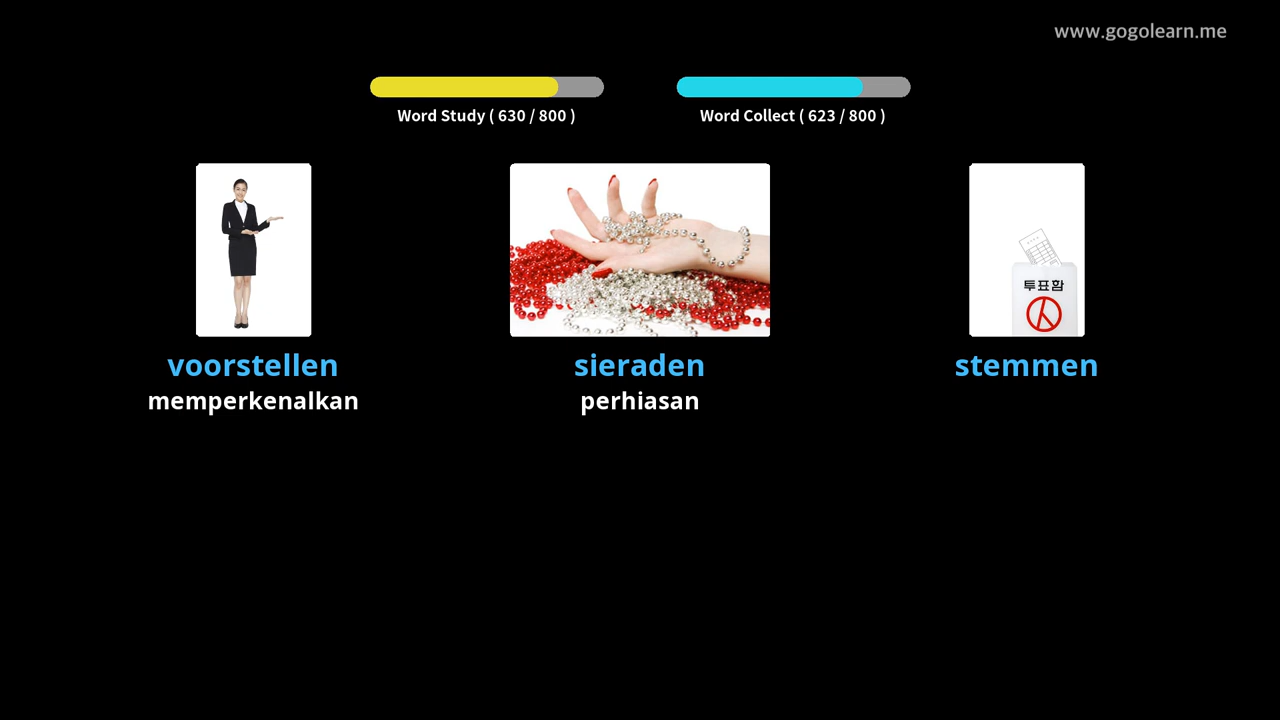 www.gogolearn.me
Word Study ( 630 / 800 )
Word Collect ( 623 / 800 )
투표함
voorstellen
sieraden
stemmen
memperkenalkan
perhiasan